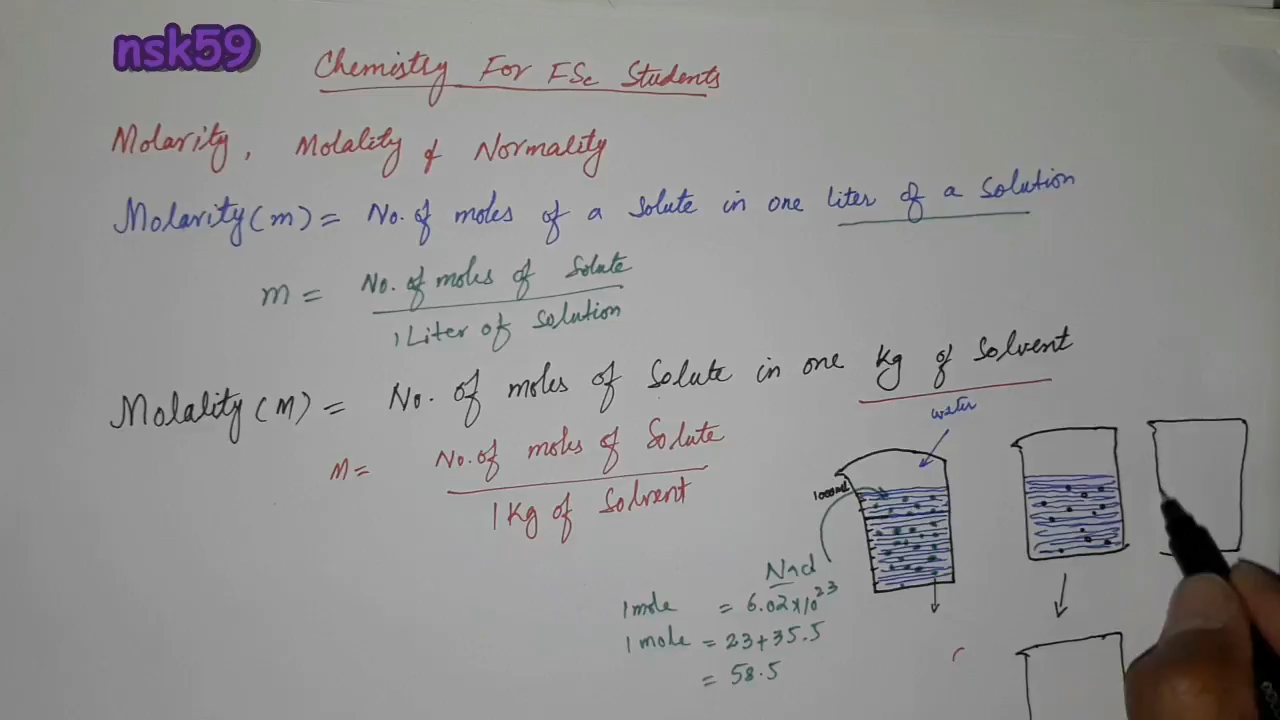 nsk59
Chemistry For FSc Students
Molarity, Molality & Normality
Molarity (m) = No. of moles of a Solute in one liter of a Solution
m = No. of moles of Solute
1 Liter of Solution
Molality (M) = No. of moles of Solute in one Kg of Solvent
M = No. of moles of Solute
1 Kg of Solvent
water
1000ML
Nacl
1 mole = 6.02×10²³
1 mole = 23+35.5
= 58.5